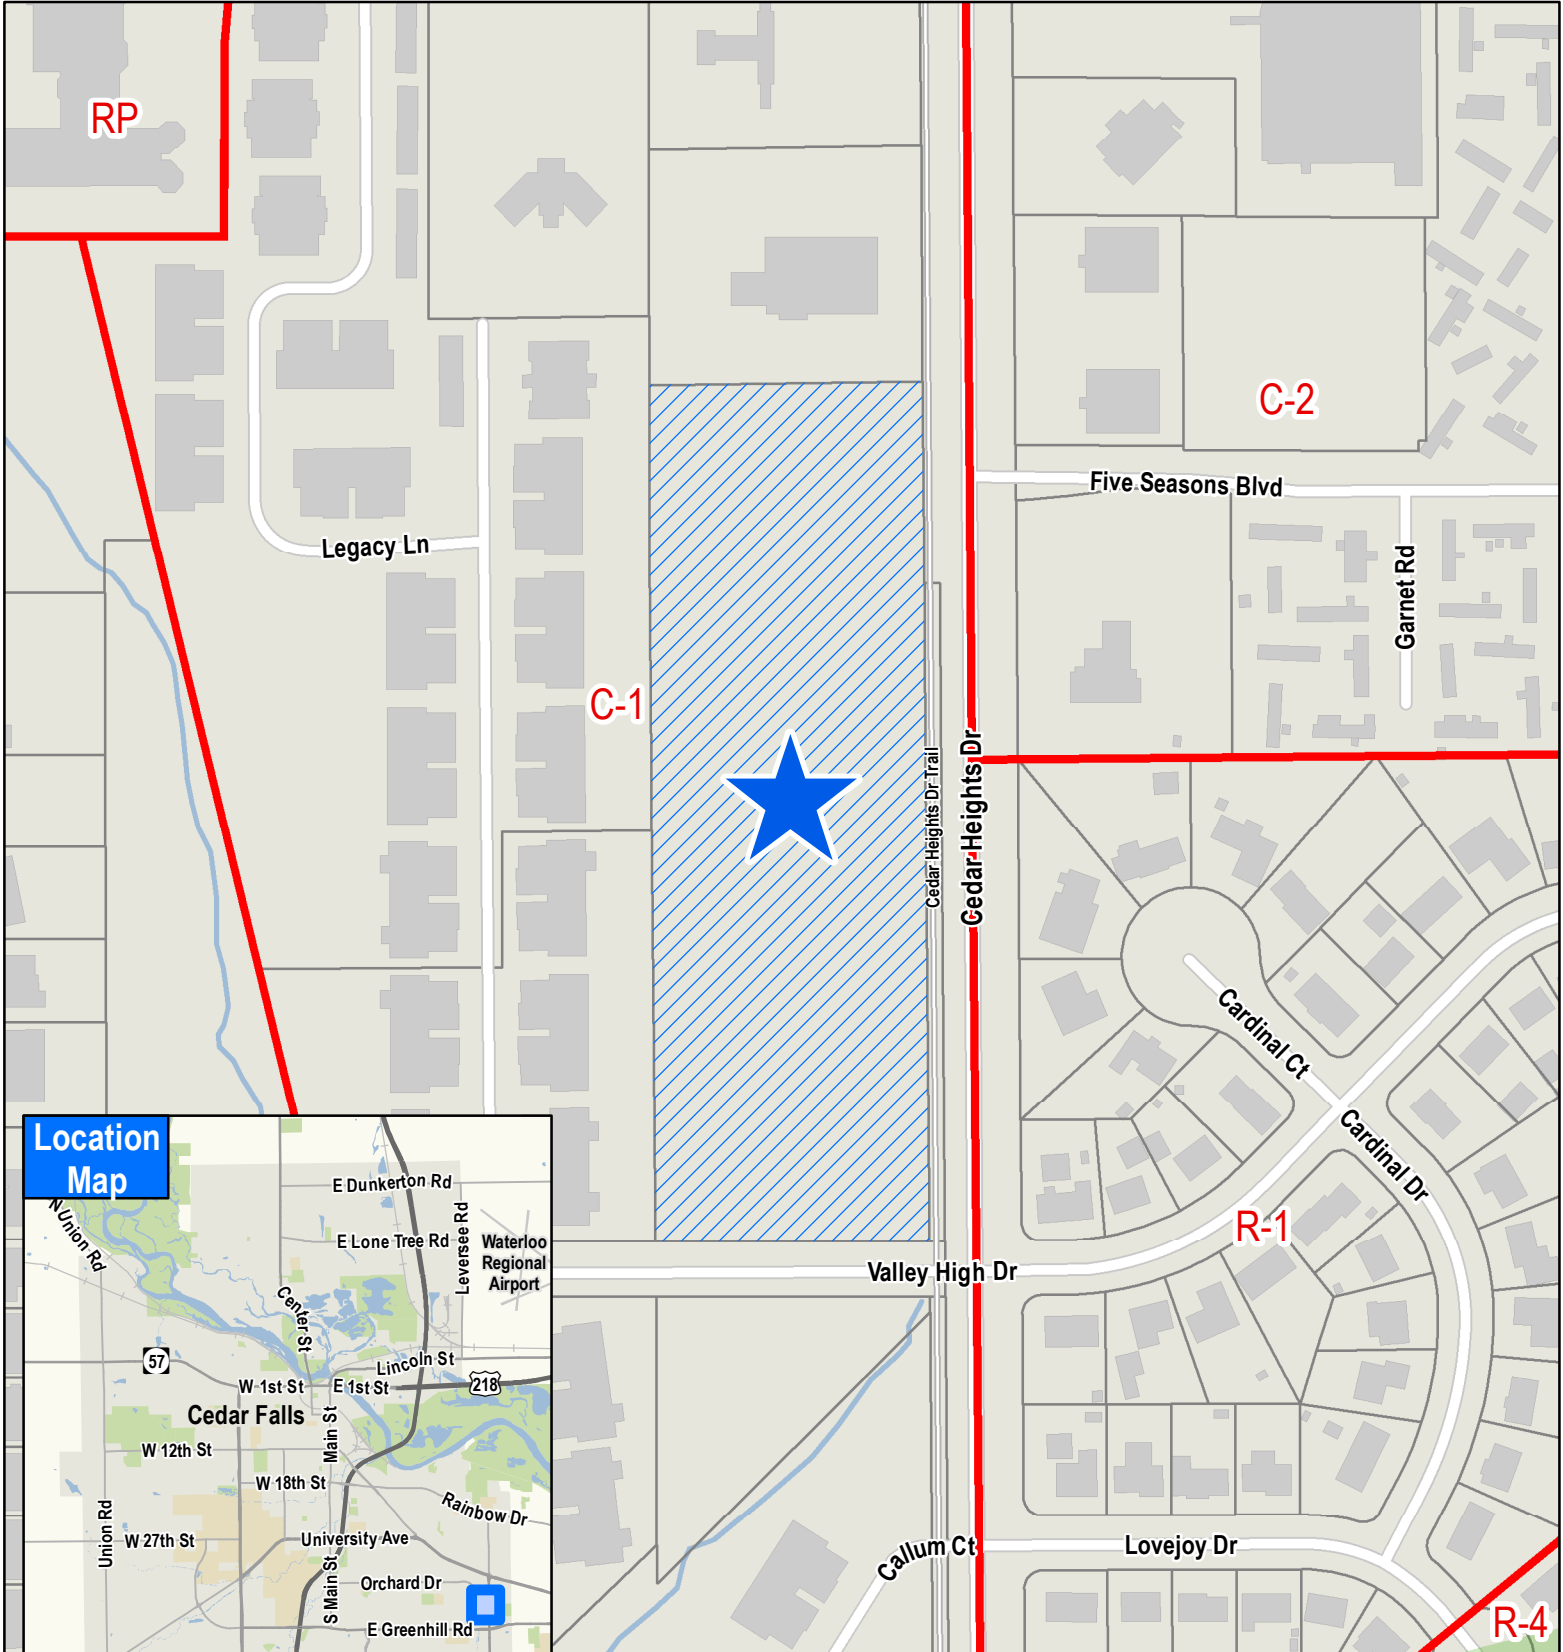 RP
C-2
Five Seasons Blvd
Legacy Ln
Garnet Rd
C-1
Cedar Heights Dr Trail
Cedar Heights Dr
Cardinal Ct
Cardinal Dr
R-1
Valley High Dr
Callum Ct
Lovejoy Dr
R-4
Location
Map
E Dunkerton Rd
N Union Rd
E Lone Tree Rd
Leversee Rd
Waterloo
Regional
Airport
Center St
57
Lincoln St
W 1st St
E 1st St
218
Cedar Falls
Main St
W 12th St
W 18th St
Rainbow Dr
Union Rd
W 27th St
University Ave
S Main St
Orchard Dr
E Greenhill Rd